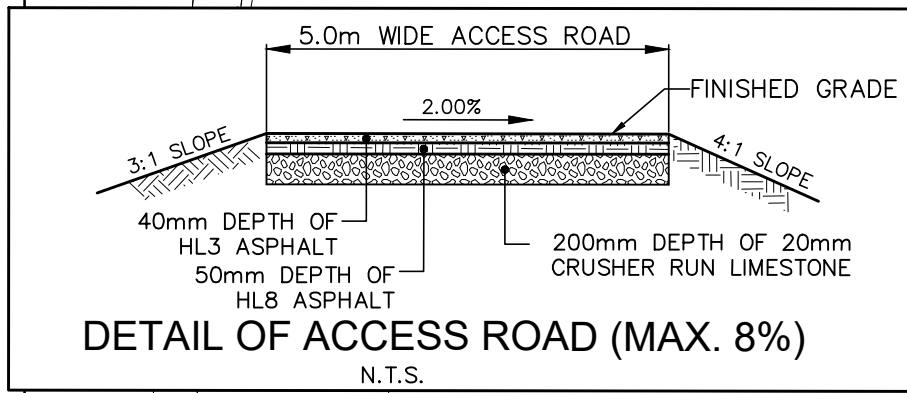 5.0m WIDE ACCESS ROAD
FINISHED GRADE
2.00%
3:1 SLOPE
4:1 SLOPE
40mm DEPTH OF
HL3 ASPHALT
50mm DEPTH OF
HL8 ASPHALT
200mm DEPTH OF 20mm
CRUSHER RUN LIMESTONE
DETAIL OF ACCESS ROAD (MAX. 8%)
N.T.S.